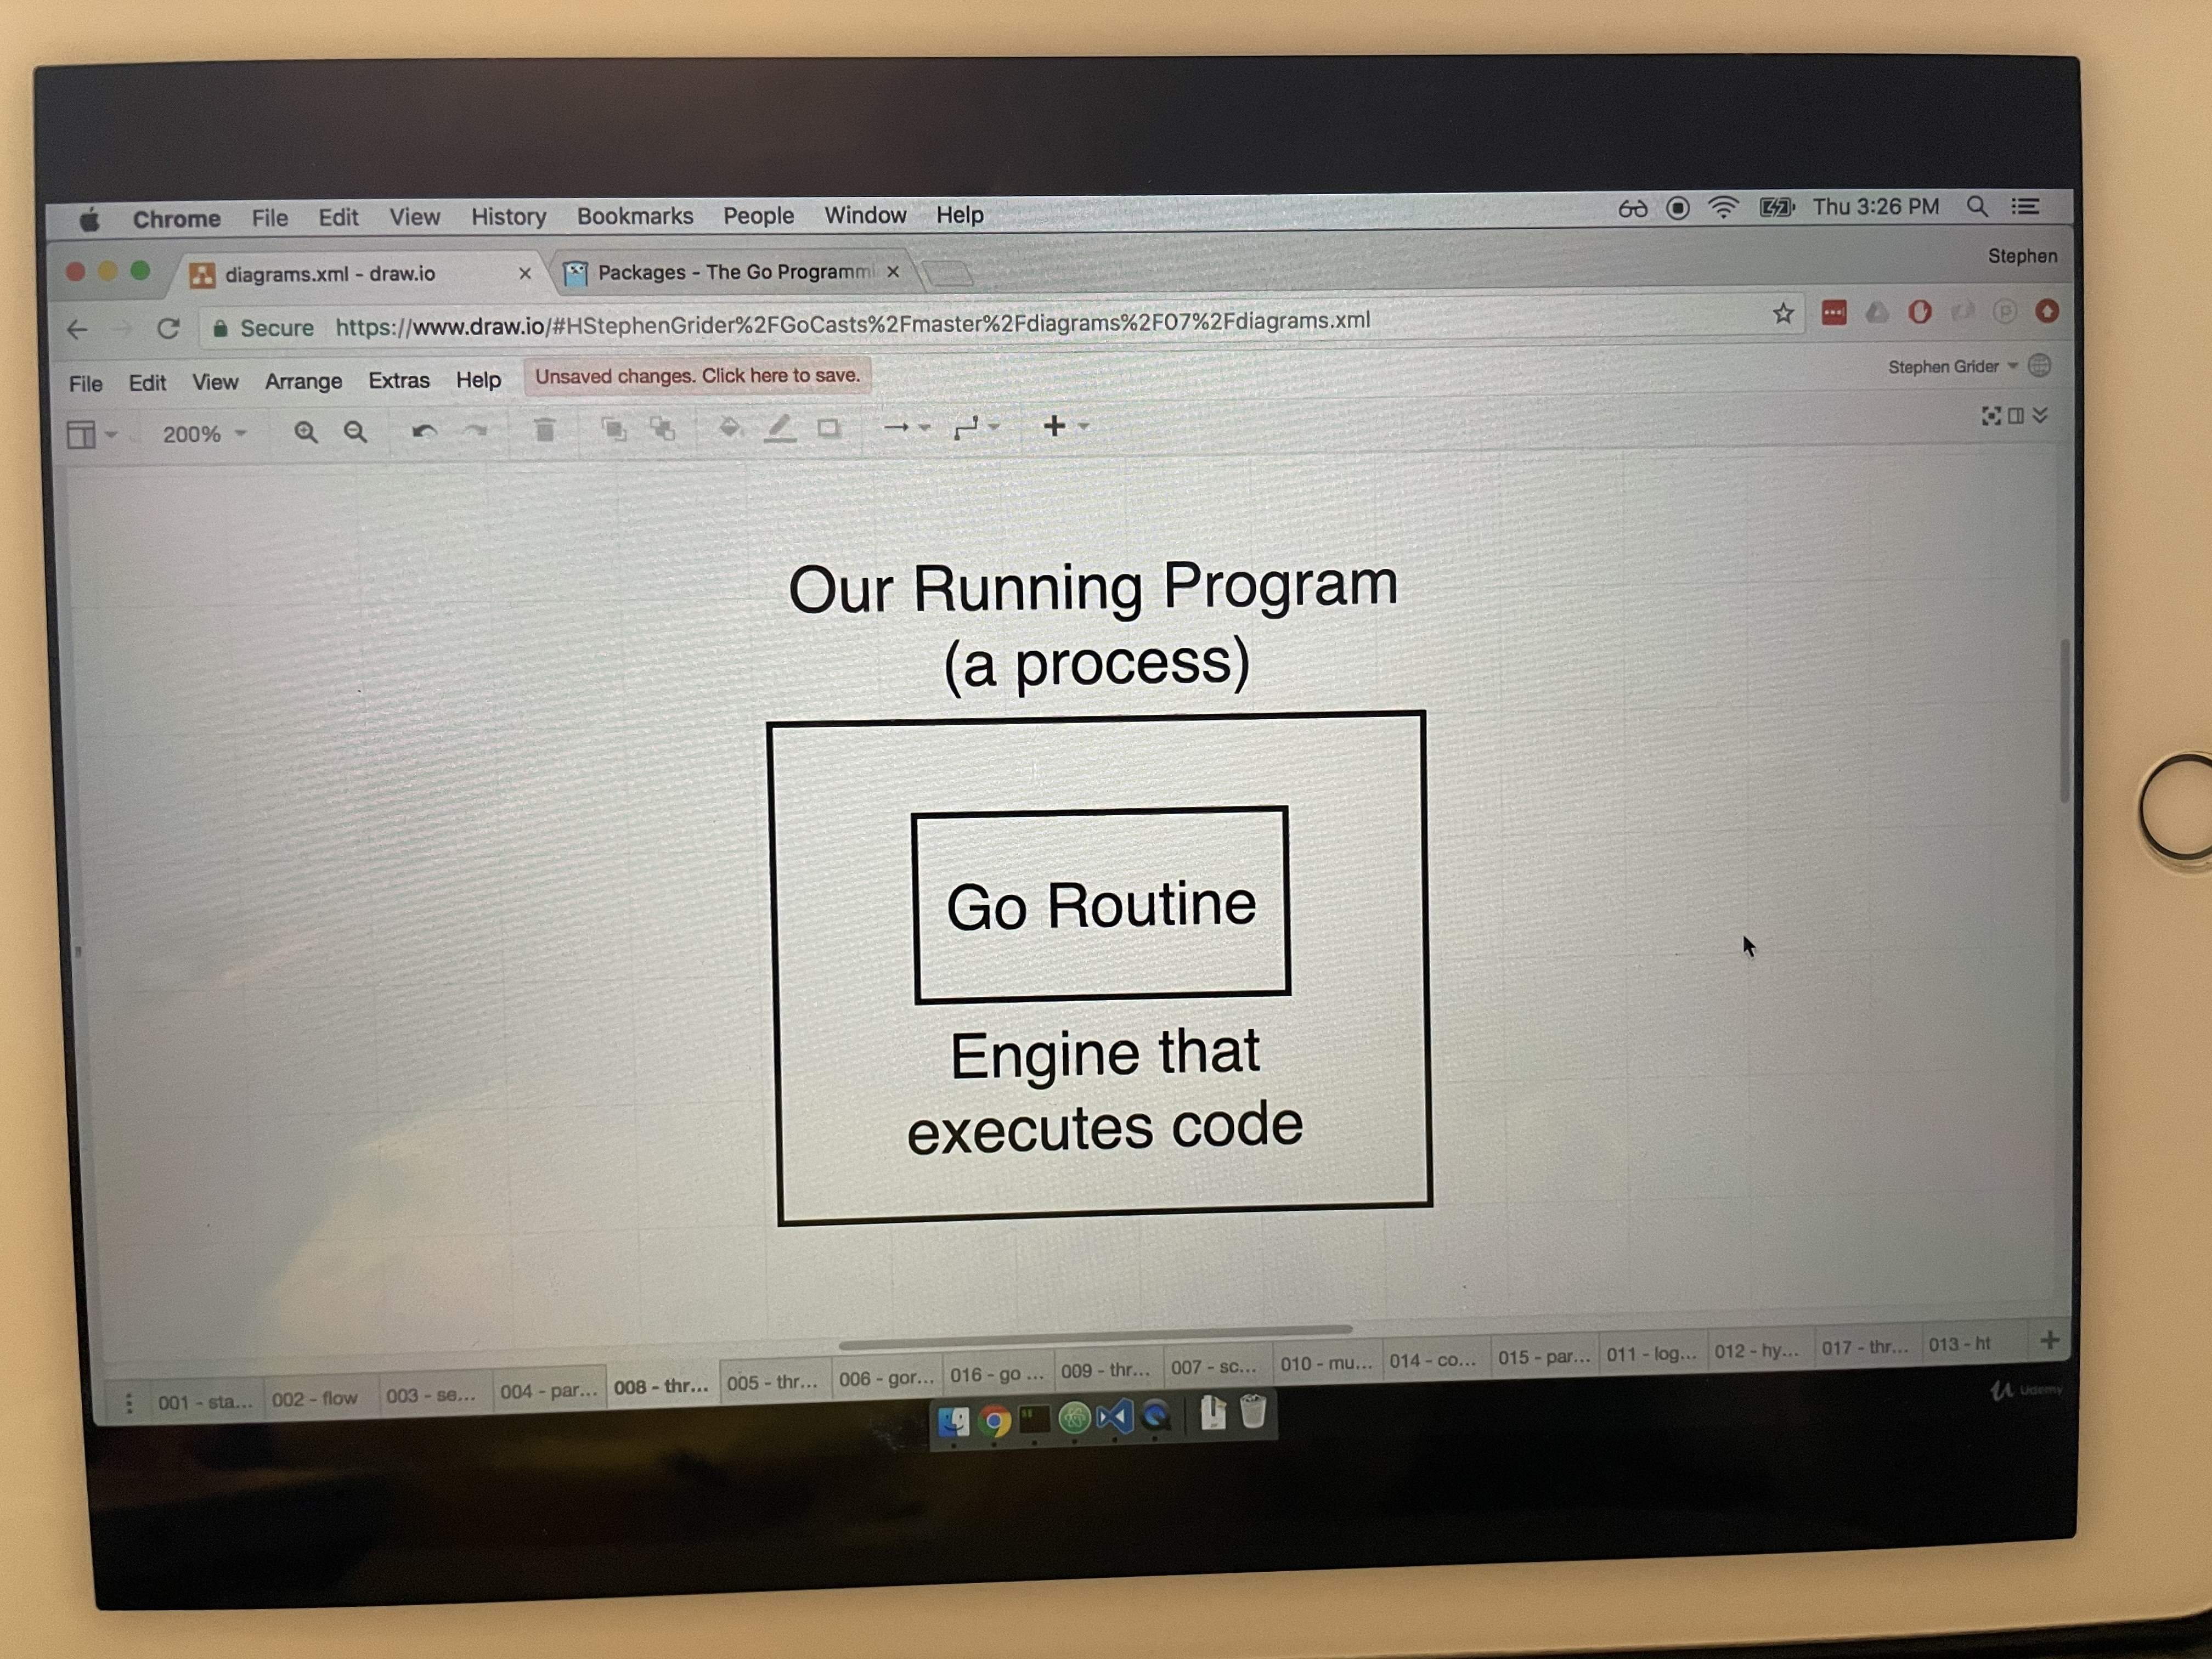 Chrome File Edit View History Bookmarks People Window Help Thu 3:26 PM
diagrams.xml - draw.io Packages - The Go Programmi Stephen
Secure https://www.draw.io/#HStephenGrider%2FGoCasts%2Fmaster%2Fdiagrams%2F07%2Fdiagrams.xml
File Edit View Arrange Extras Help Unsaved changes. Click here to save. Stephen Grider
200%
Our Running Program
(a process)
Go Routine
Engine that
executes code
001 - sta... 002 - flow 003 - se... 004 - par... 008 - thr... 005 - thr... 006 - gor... 016 - go ... 009 - thr... 007 - sc... 010 - mu... 014 - co... 015 - par... 011 - log... 012 - hy... 017 - thr... 013 - ht
Udemy